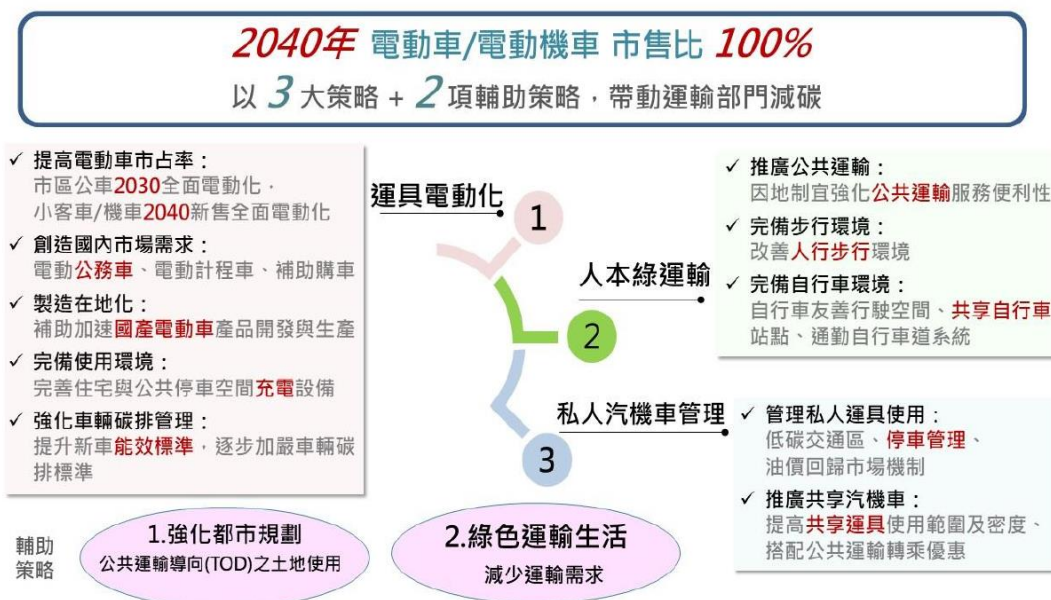 2040年 電動車/電動機車 市售比 100%
以 3 大策略 + 2 項輔助策略，帶動運輸部門減碳
運具電動化
1
✓ 提高電動車市占率：
市區公車2030全面電動化，
小客車/機車2040新售全面電動化
✓ 創造國內市場需求：
電動公務車、電動計程車、補助購車
✓ 製造在地化：
補助加速國產電動車產品開發與生產
✓ 完備使用環境：
完善住宅與公共停車空間充電設備
✓ 強化車輛碳排管理：
提升新車能效標準，逐步加嚴車輛碳
排標準
人本綠運輸
2
✓ 推廣公共運輸：
因地制宜強化公共運輸服務便利性
✓ 完備步行環境：
改善人行步行環境
✓ 完備自行車環境：
自行車友善行駛空間、共享自行車
站點、通勤自行車道系統
私人汽機車管理
3
✓ 管理私人運具使用：
低碳交通區、停車管理、
油價回歸市場機制
✓ 推廣共享汽機車：
提高共享運具使用範圍及密度、
搭配公共運輸轉乘優惠
輔助
策略
1.強化都市規劃
公共運輸導向(TOD)之土地使用
2.綠色運輸生活
減少運輸需求